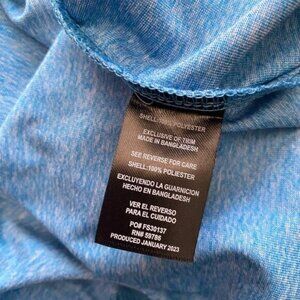 SHELL:100% POLYESTER
EXCLUSIVE OF TRIM
MADE IN BANGLADESH
SEE REVERSE FOR CARE
SHELL:100% POLIESTER
EXCLUYENDO LA GUARNICION
HECHO EN BANGLADESH
VER EL REVERSO
PARA EL CUIDADO
PO# FS30137
RN# 59786
PRODUCED JANUARY 2023